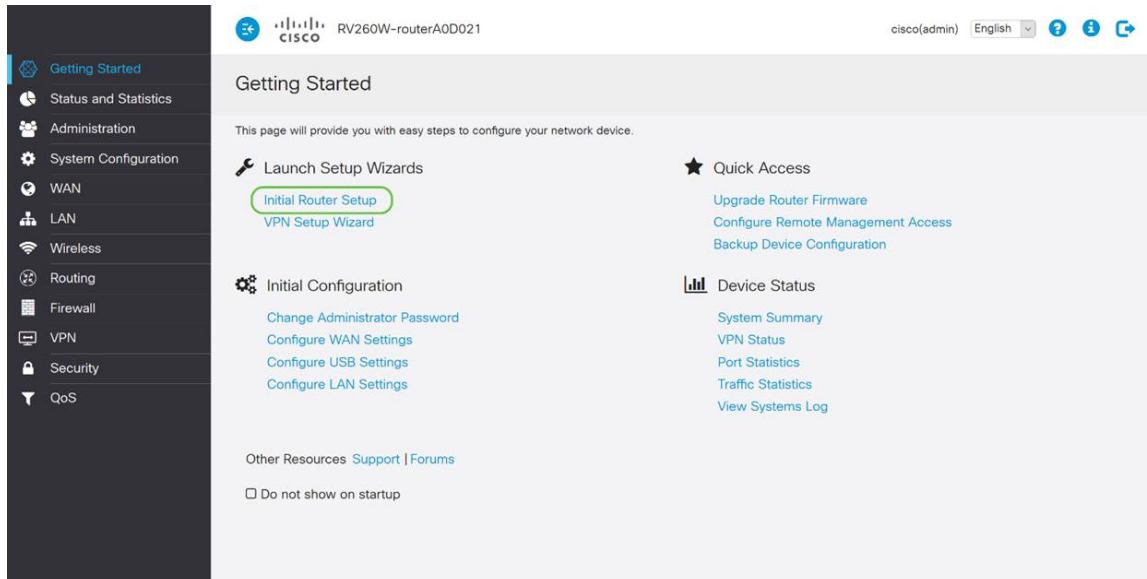 CISCO RV260W-routerA0D021 cisco(admin) English
Getting Started
Status and Statistics
Administration
System Configuration
WAN
LAN
Wireless
Routing
Firewall
VPN
Security
QoS
Getting Started
This page will provide you with easy steps to configure your network device.
Launch Setup Wizards
Initial Router Setup
VPN Setup Wizard
Quick Access
Upgrade Router Firmware
Configure Remote Management Access
Backup Device Configuration
Initial Configuration
Change Administrator Password
Configure WAN Settings
Configure USB Settings
Configure LAN Settings
Device Status
System Summary
VPN Status
Port Statistics
Traffic Statistics
View Systems Log
Other Resources Support | Forums
Do not show on startup